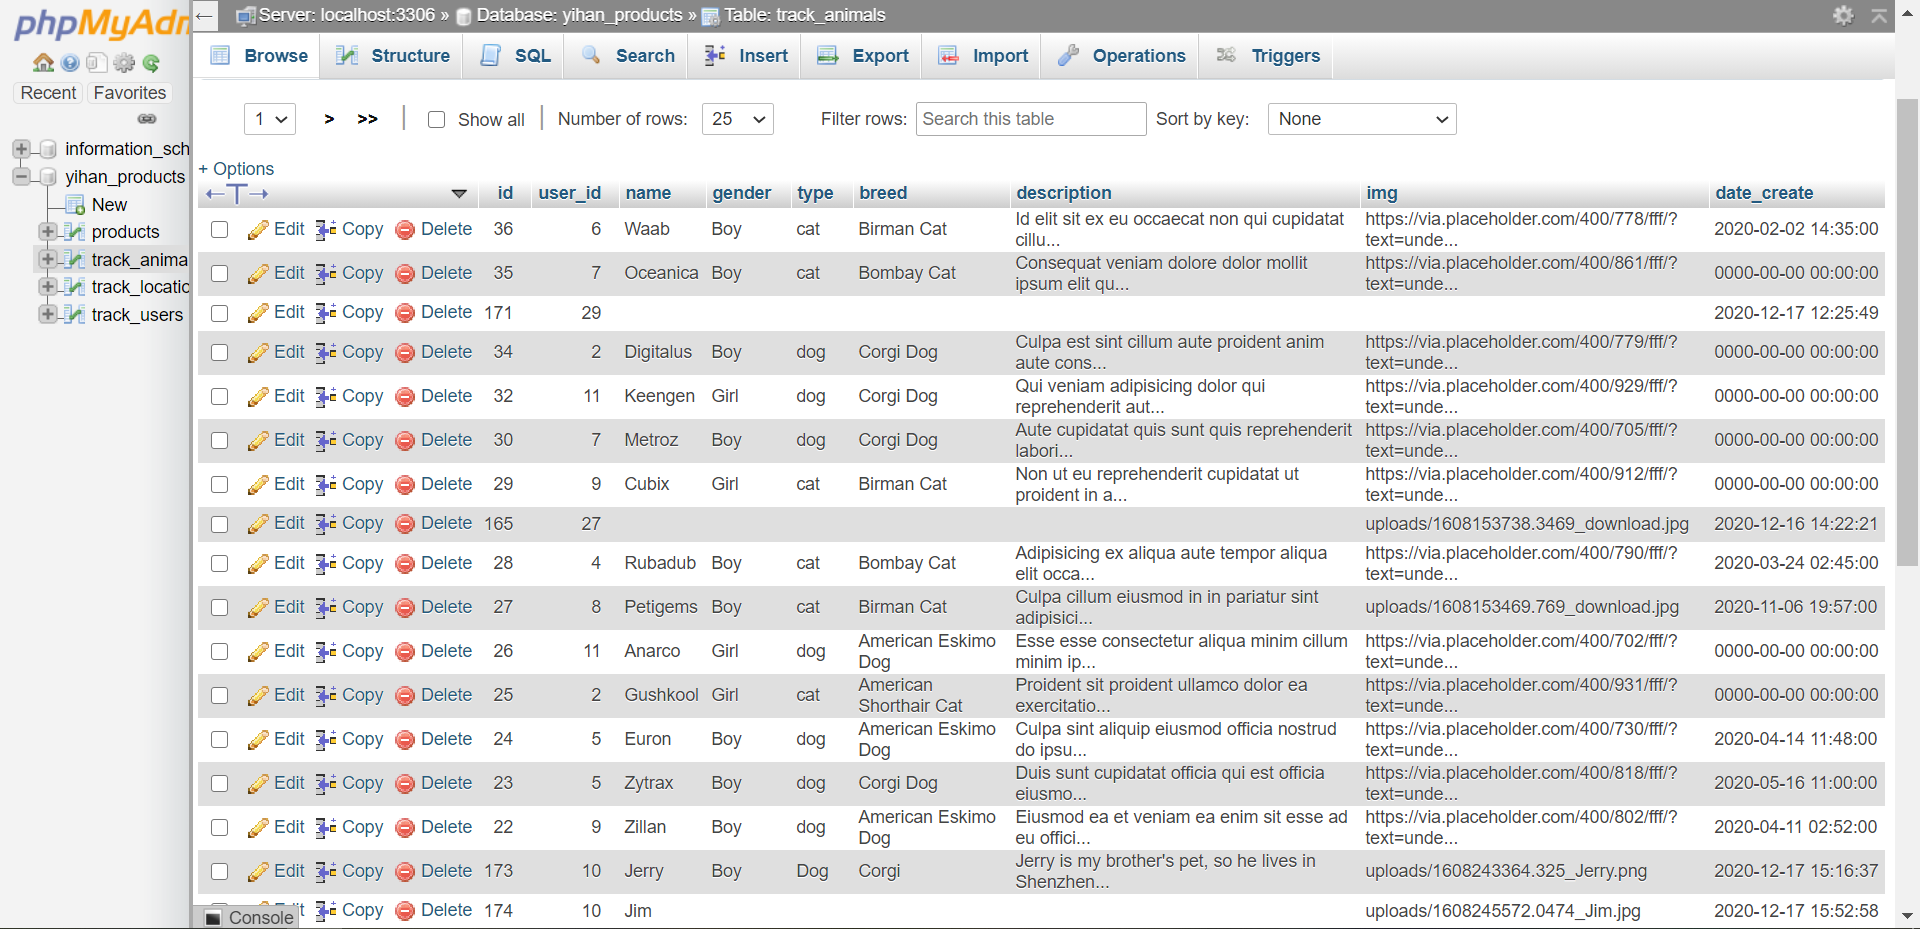 phpMyAdm
Recent Favorites
information_sch
yihan_products
New
products
track_anima
track_locatic
track_users
← Server: localhost:3306 » Database: yihan_products » Table: track_animals
Browse Structure SQL Search Insert Export Import Operations Triggers
1 > >> Show all Number of rows: 25 Filter rows: Search this table Sort by key: None
+ Options
←T→ id user_id name gender type breed description img date_create
Edit Copy Delete 36 6 Waab Boy cat Birman Cat Id elit sit ex eu occaecat non qui cupidatat https://via.placeholder.com/400/778/fff/? 2020-02-02 14:35:00
cillu... text=unde...
Edit Copy Delete 35 7 Oceanica Boy cat Bombay Cat Consequat veniam dolore dolor mollit https://via.placeholder.com/400/861/fff/? 0000-00-00 00:00:00
ipsum elit qu... text=unde...
Edit Copy Delete 171 29 2020-12-17 12:25:49
Edit Copy Delete 34 2 Digitalus Boy dog Corgi Dog Culpa est sint cillum aute proident anim https://via.placeholder.com/400/779/fff/? 0000-00-00 00:00:00
aute cons... text=unde...
Edit Copy Delete 32 11 Keengen Girl dog Corgi Dog Qui veniam adipisicing dolor qui https://via.placeholder.com/400/929/fff/? 0000-00-00 00:00:00
reprehenderit aut... text=unde...
Edit Copy Delete 30 7 Metroz Boy dog Corgi Dog Aute cupidatat quis sunt quis reprehenderit https://via.placeholder.com/400/705/fff/? 0000-00-00 00:00:00
labori... text=unde...
Edit Copy Delete 29 9 Cubix Girl cat Birman Cat Non ut eu reprehenderit cupidatat ut https://via.placeholder.com/400/912/fff/? 0000-00-00 00:00:00
proident in a... text=unde...
Edit Copy Delete 165 27 uploads/1608153738.3469_download.jpg 2020-12-16 14:22:21
Edit Copy Delete 28 4 Rubadub Boy cat Bombay Cat Adipisicing ex aliqua aute tempor aliqua https://via.placeholder.com/400/790/fff/? 2020-03-24 02:45:00
elit occa... text=unde...
Edit Copy Delete 27 8 Petigems Boy cat Birman Cat Culpa cillum eiusmod in in pariatur sint uploads/1608153469.769_download.jpg 2020-11-06 19:57:00
adipisici...
Edit Copy Delete 26 11 Anarco Girl dog American Eskimo Esse esse consectetur aliqua minim cillum https://via.placeholder.com/400/702/fff/? 0000-00-00 00:00:00
Dog minim ip... text=unde...
Edit Copy Delete 25 2 Gushkool Girl cat American Proident sit proident ullamco dolor ea https://via.placeholder.com/400/931/fff/? 0000-00-00 00:00:00
Shorthair Cat exercitatio... text=unde...
Edit Copy Delete 24 5 Euron Boy dog American Eskimo Culpa sint aliquip eiusmod officia nostrud https://via.placeholder.com/400/730/fff/? 2020-04-14 11:48:00
Dog do ipsu... text=unde...
Edit Copy Delete 23 5 Zytrax Boy dog Corgi Dog Duis sunt cupidatat officia qui est officia https://via.placeholder.com/400/818/fff/? 2020-05-16 11:00:00
eiusmo... text=unde...
Edit Copy Delete 22 9 Zillan Boy dog American Eskimo Eiusmod ea et veniam ea enim sit esse ad https://via.placeholder.com/400/802/fff/? 2020-04-11 02:52:00
Dog eu offici... text=unde...
Edit Copy Delete 173 10 Jerry Boy Dog Corgi Jerry is my brother's pet, so he lives in uploads/1608243364.325_Jerry.png 2020-12-17 15:16:37
Shenzhen...
Copy Delete 174 10 Jim uploads/1608245572.0474_Jim.jpg 2020-12-17 15:52:58
Console